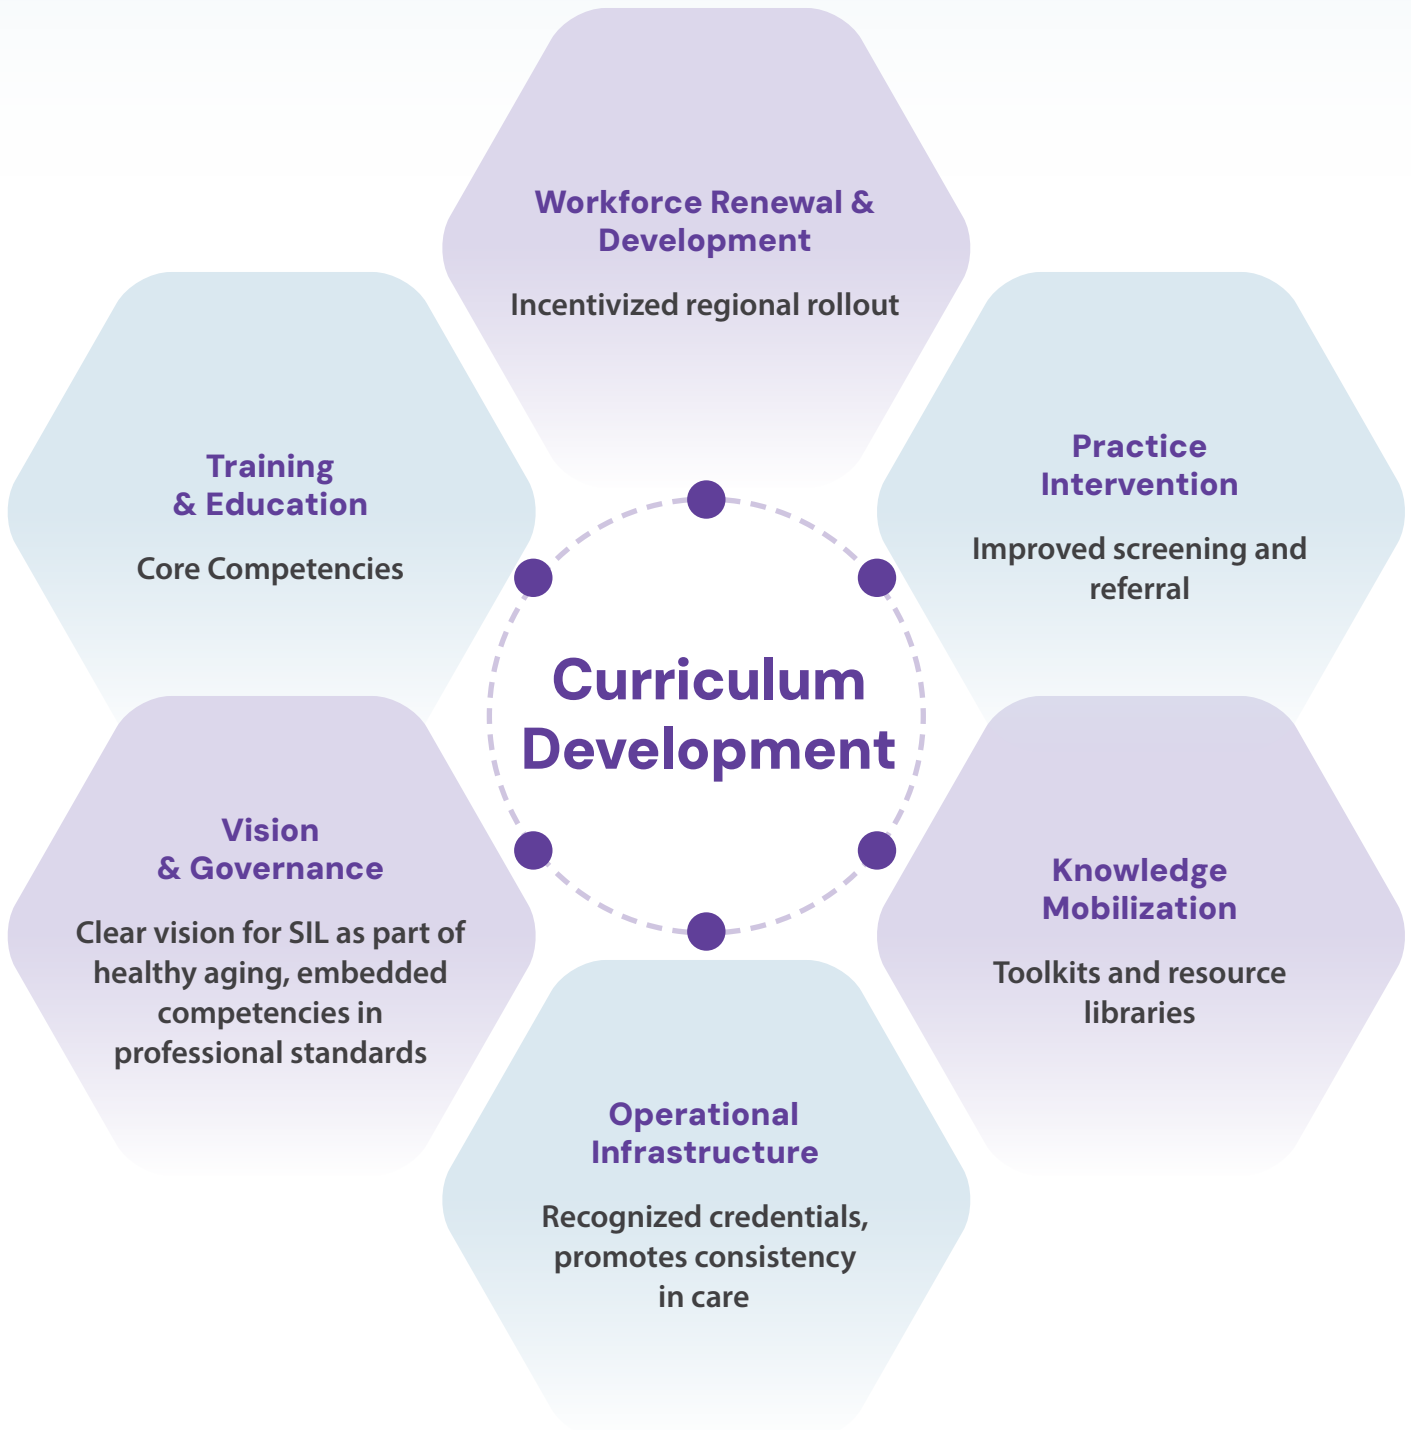 Workforce Renewal &
Development
Incentivized regional rollout
Training
& Education
Core Competencies
Practice
Intervention
Improved screening and
referral
Curriculum
Development
Vision
& Governance
Clear vision for SIL as part of
healthy aging, embedded
competencies in
professional standards
Knowledge
Mobilization
Toolkits and resource
libraries
Operational
Infrastructure
Recognized credentials,
promotes consistency
in care